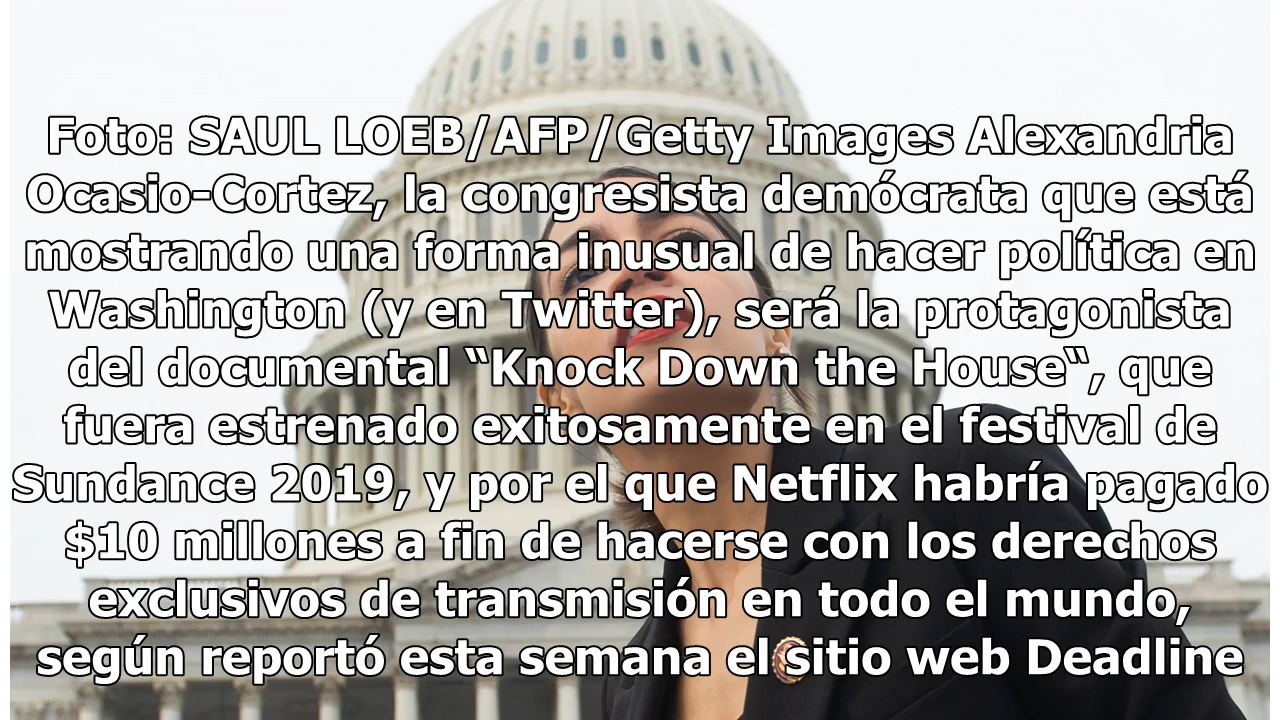 Foto: SAUL LOEB/AFP/Getty Images Alexandria
Ocasio-Cortez, la congresista demócrata que está
mostrando una forma inusual de hacer política en
Washington (y en Twitter), será la protagonista
del documental “Knock Down the House“, que
fuera estrenado exitosamente en el festival de
Sundance 2019, y por el que Netflix habría pagado
$10 millones a fin de hacerse con los derechos
exclusivos de transmisión en todo el mundo,
según reportó esta semana el sitio web Deadline